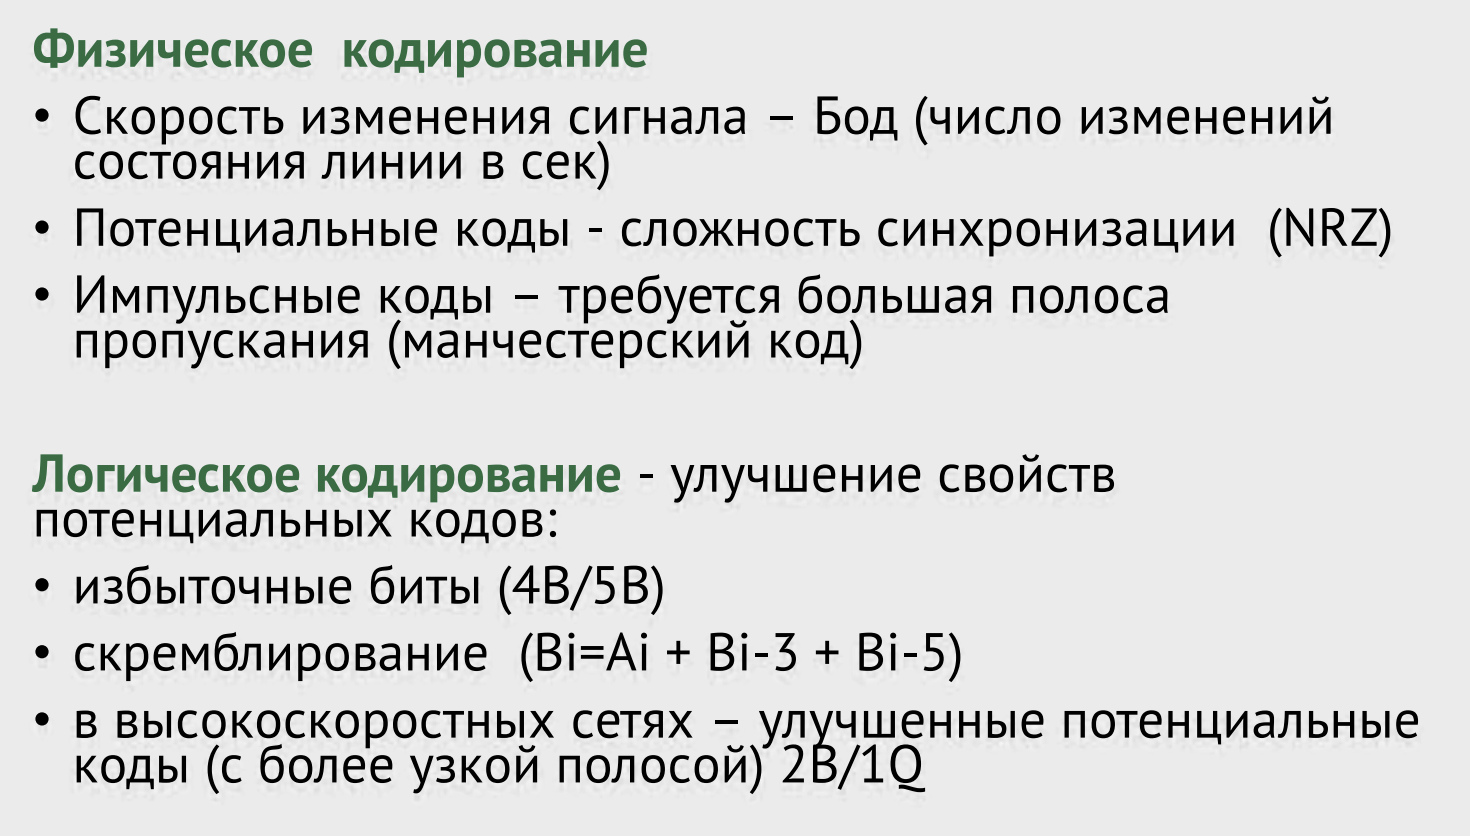 Физическое кодирование
• Скорость изменения сигнала – Бод (число изменений
состояния линии в сек)
• Потенциальные коды - сложность синхронизации (NRZ)
• Импульсные коды – требуется большая полоса
пропускания (манчестерский код)
Логическое кодирование - улучшение свойств
потенциальных кодов:
• избыточные биты (4B/5B)
• скремблирование (Bi=Ai + Bi-3 + Bi-5)
• в высокоскоростных сетях – улучшенные потенциальные
коды (с более узкой полосой) 2B/1Q